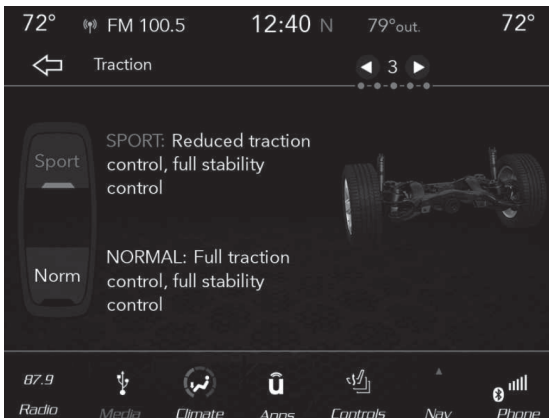 72° FM 100.5 12:40 N 79°out. 72°
Traction 3
Sport
SPORT: Reduced traction
control, full stability
control
Norm
NORMAL: Full traction
control, full stability
control
87.9 û
Radio Media Climate Apps Controls Nav Phone